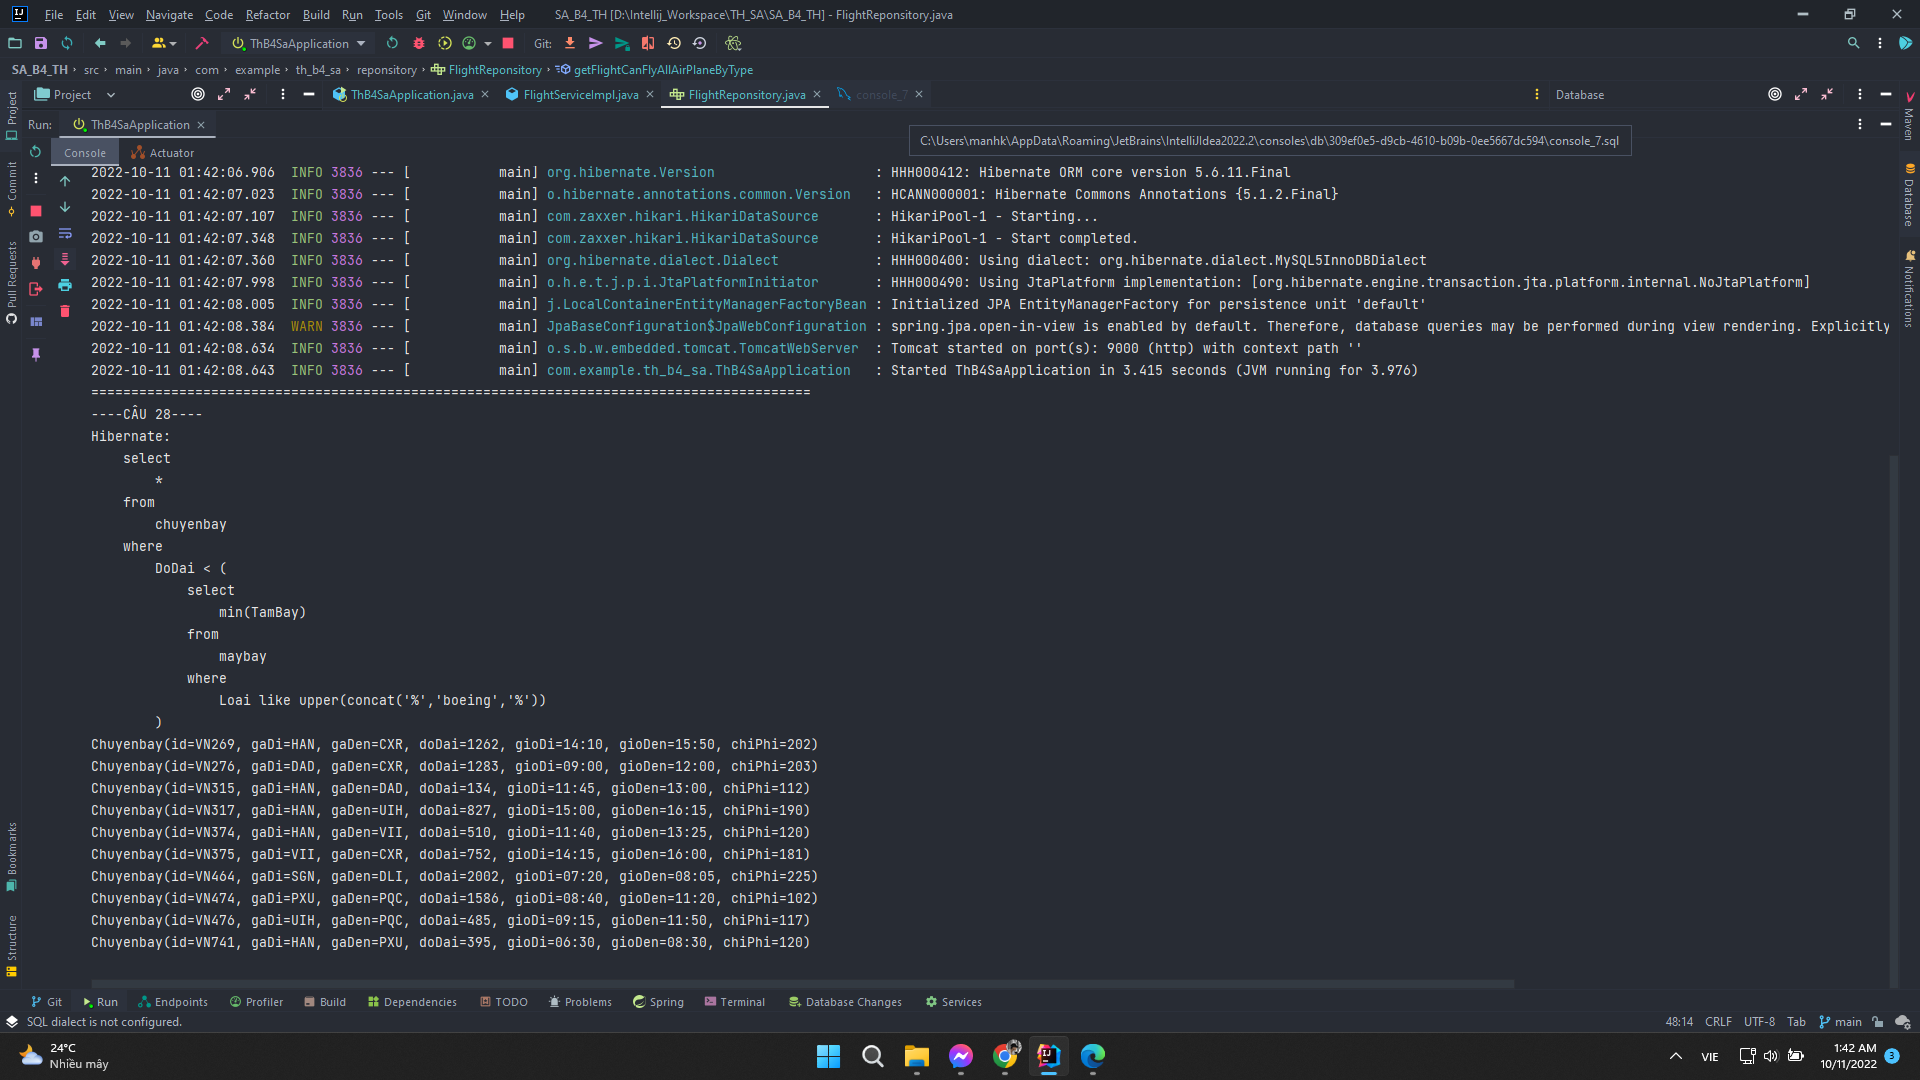 File Edit View Navigate Code Refactor Build Run Tools Git Window Help SA_B4_TH [D:\Intellij_Workspace\TH_SA\SA_B4_TH] - FlightReponsitory.java
ThB4SaApplication Git:
SA_B4_TH src main java com example th_b4_sa reponsitory FlightReponsitory getFlightCanFlyAllAirPlaneByType
Project ThB4SaApplication.java FlightServiceImpl.java FlightReponsitory.java console_7 Database
Run: ThB4SaApplication
C:\Users\manhk\AppData\Roaming\JetBrains\IntelliJIdea2022.2\consoles\db\309ef0e5-d9cb-4610-b09b-0ee5667dc594\console_7.sql
Console Actuator
2022-10-11 01:42:06.906 INFO 3836 --- [ main] org.hibernate.Version : HHH000412: Hibernate ORM core version 5.6.11.Final
2022-10-11 01:42:07.023 INFO 3836 --- [ main] o.hibernate.annotations.common.Version : HCANN000001: Hibernate Commons Annotations {5.1.2.Final}
2022-10-11 01:42:07.107 INFO 3836 --- [ main] com.zaxxer.hikari.HikariDataSource : HikariPool-1 - Starting...
2022-10-11 01:42:07.348 INFO 3836 --- [ main] com.zaxxer.hikari.HikariDataSource : HikariPool-1 - Start completed.
2022-10-11 01:42:07.360 INFO 3836 --- [ main] org.hibernate.dialect.Dialect : HHH000400: Using dialect: org.hibernate.dialect.MySQL5InnoDBDialect
2022-10-11 01:42:07.998 INFO 3836 --- [ main] o.h.e.t.j.p.i.JtaPlatformInitiator : HHH000490: Using JtaPlatform implementation: [org.hibernate.engine.transaction.jta.platform.internal.NoJtaPlatform]
2022-10-11 01:42:08.005 INFO 3836 --- [ main] j.LocalContainerEntityManagerFactoryBean : Initialized JPA EntityManagerFactory for persistence unit 'default'
2022-10-11 01:42:08.384 WARN 3836 --- [ main] JpaBaseConfiguration$JpaWebConfiguration : spring.jpa.open-in-view is enabled by default. Therefore, database queries may be performed during view rendering. Explicitly
2022-10-11 01:42:08.634 INFO 3836 --- [ main] o.s.b.w.embedded.tomcat.TomcatWebServer : Tomcat started on port(s): 9000 (http) with context path ''
2022-10-11 01:42:08.643 INFO 3836 --- [ main] com.example.th_b4_sa.ThB4SaApplication : Started ThB4SaApplication in 3.415 seconds (JVM running for 3.976)
==========================================================================================
----CÂU 28----
Hibernate:
select
*
from
chuyenbay
where
DoDai < (
select
min(TamBay)
from
maybay
where
Loai like upper(concat('%','boeing','%'))
)
Chuyenbay(id=VN269, gaDi=HAN, gaDen=CXR, doDai=1262, gioDi=14:10, gioDen=15:50, chiPhi=202)
Chuyenbay(id=VN276, gaDi=DAD, gaDen=CXR, doDai=1283, gioDi=09:00, gioDen=12:00, chiPhi=203)
Chuyenbay(id=VN315, gaDi=HAN, gaDen=DAD, doDai=134, gioDi=11:45, gioDen=13:00, chiPhi=112)
Chuyenbay(id=VN317, gaDi=HAN, gaDen=UIH, doDai=827, gioDi=15:00, gioDen=16:15, chiPhi=190)
Chuyenbay(id=VN374, gaDi=HAN, gaDen=VII, doDai=510, gioDi=11:40, gioDen=13:25, chiPhi=120)
Chuyenbay(id=VN375, gaDi=VII, gaDen=CXR, doDai=752, gioDi=14:15, gioDen=16:00, chiPhi=181)
Chuyenbay(id=VN464, gaDi=SGN, gaDen=DLI, doDai=2002, gioDi=07:20, gioDen=08:05, chiPhi=225)
Chuyenbay(id=VN474, gaDi=PXU, gaDen=PQC, doDai=1586, gioDi=08:40, gioDen=11:20, chiPhi=102)
Chuyenbay(id=VN476, gaDi=UIH, gaDen=PQC, doDai=485, gioDi=09:15, gioDen=11:50, chiPhi=117)
Chuyenbay(id=VN741, gaDi=HAN, gaDen=PXU, doDai=395, gioDi=06:30, gioDen=08:30, chiPhi=120)
Project
Commit
Pull Requests
Bookmarks
Structure
Maven
Database
Notifications
Git Run Endpoints Profiler Build Dependencies TODO Problems Spring Terminal Database Changes Services
SQL dialect is not configured. 48:14 CRLF UTF-8 Tab main
24°C
Nhiều mây
VIE
1:42 AM
10/11/2022
3